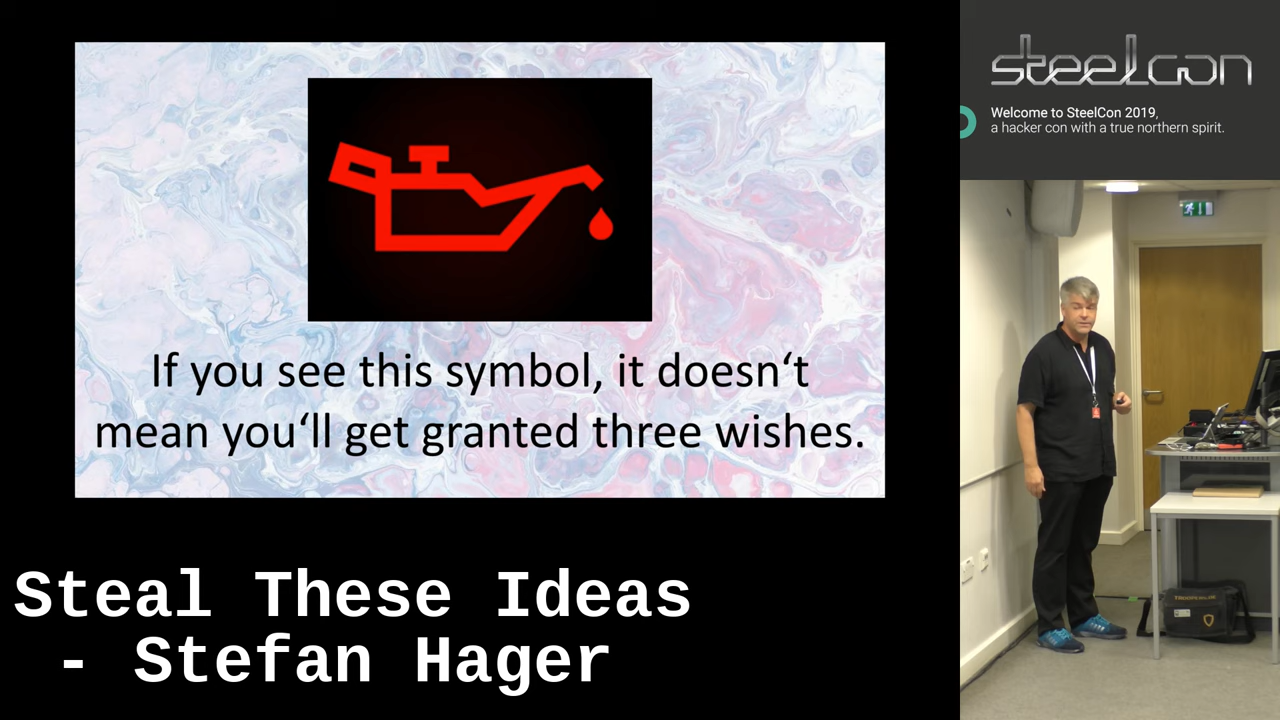 steelcon
Welcome to SteelCon 2019,
a hacker con with a true northern spirit.
If you see this symbol, it doesn‘t
mean you‘ll get granted three wishes.
Steal These Ideas
- Stefan Hager
TROOPERS